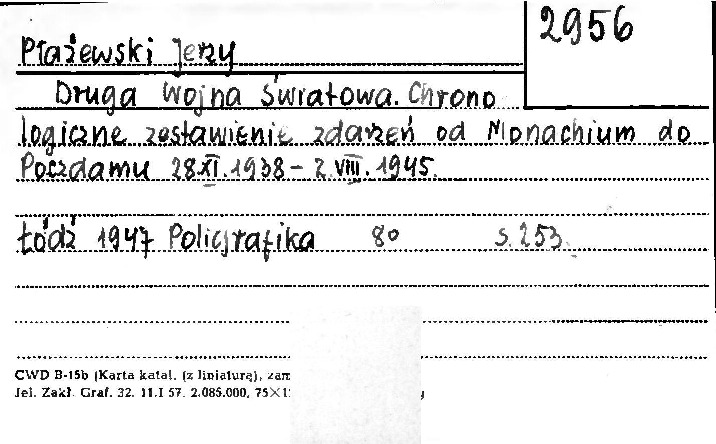 2956
Płażewski Jerzy
Druga Wojna Światowa. Chrono
logiczne zestawienie zdarzeń od Monachium do
Poczdamu 28.XI.1938 – 2.VIII.1945.
Łódź 1947 Poligrafika 8o s. 253.
CWD B-15b (Karta katal. (z liniaturą), zam
Jel. Zakł. Graf. 32. 11.I 57. 2.085.000, 75×1